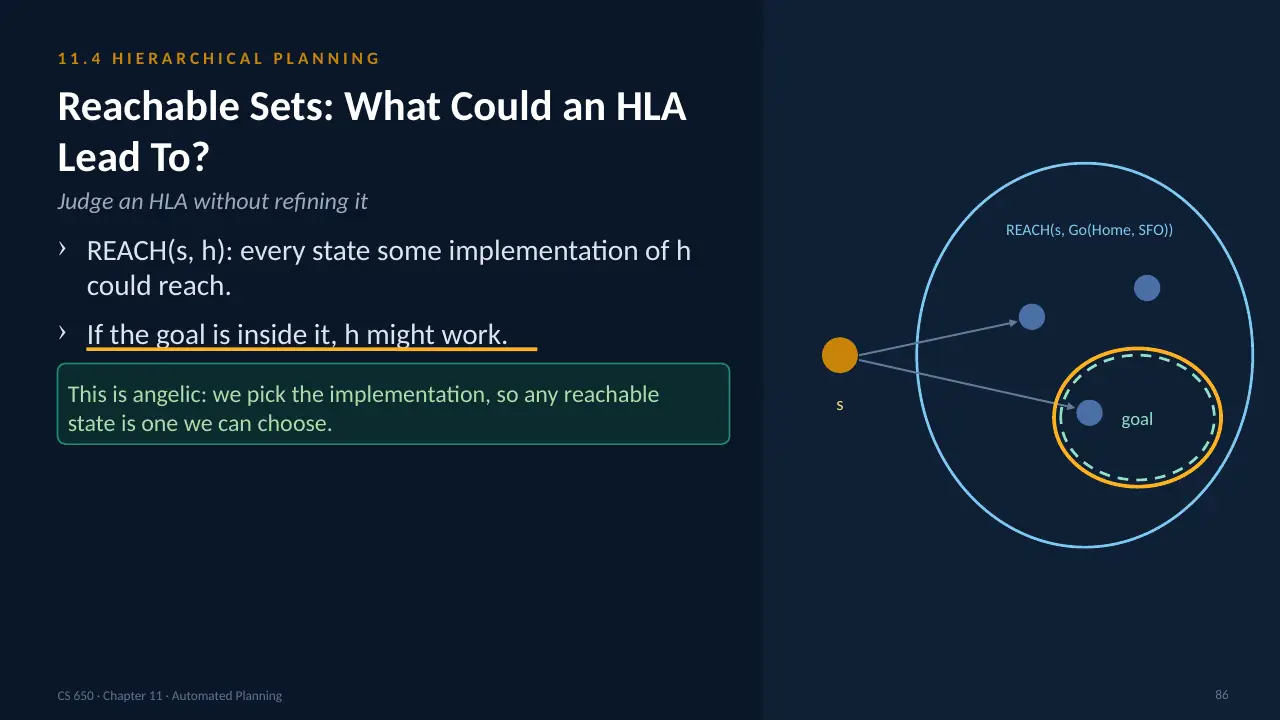 11.4 HIERARCHICAL PLANNING
Reachable Sets: What Could an HLA
Lead To?
Judge an HLA without refining it
› REACH(s, h): every state some implementation of h
could reach.
› If the goal is inside it, h might work.
This is angelic: we pick the implementation, so any reachable
state is one we can choose.
REACH(s, Go(Home, SFO))
s
goal
CS 650 · Chapter 11 · Automated Planning
86